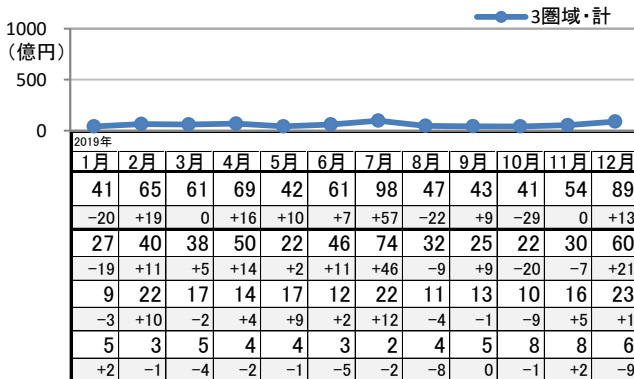 3圏域・計
1000
（億円）
500
0
2019年
1月 2月 3月 4月 5月 6月 7月 8月 9月 10月 11月 12月
41 65 61 69 42 61 98 47 43 41 54 89
−20 +19 0 +16 +10 +7 +57 −22 +9 −29 0 +13
27 40 38 50 22 46 74 32 25 22 30 60
−19 +11 +5 +14 +2 +11 +46 −9 +9 −20 −7 +21
9 22 17 14 17 12 22 11 13 10 16 23
−3 +10 −2 +4 +9 +2 +12 −4 −1 −9 +5 +1
5 3 5 4 4 3 2 4 5 8 8 6
+2 −1 −4 −2 −1 −5 −2 −8 0 −1 +2 −9